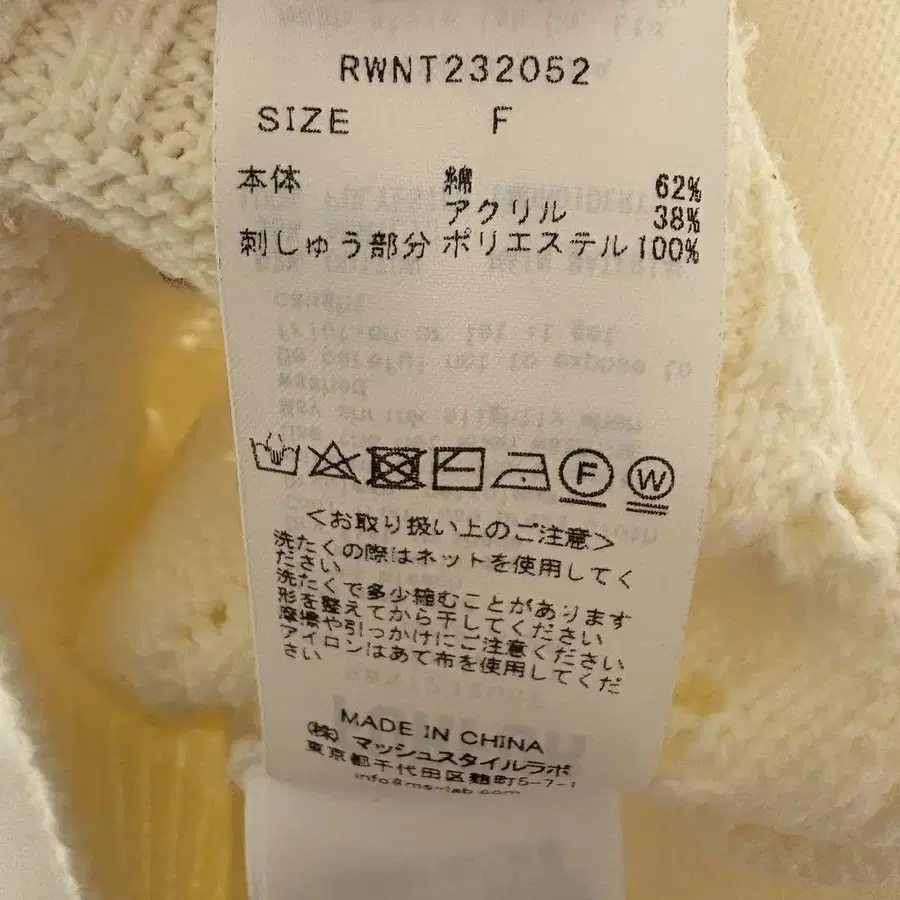 RWNT232052
SIZE F
本体 綿 62%
アクリル 38%
刺しゅう部分 ポリエステル 100%
F W
<お取り扱い上のご注意>
洗たくの際はネットを使用してく
ださい
洗たくで多少縮むことがあります
形を整えてから干してください
摩擦や引っかけにご注意ください
アイロンはあて布を使用してくだ
さい
MADE IN CHINA
(株) マッシュスタイルラボ
東京都千代田区麹町5-7-1
info@ms-lab.com